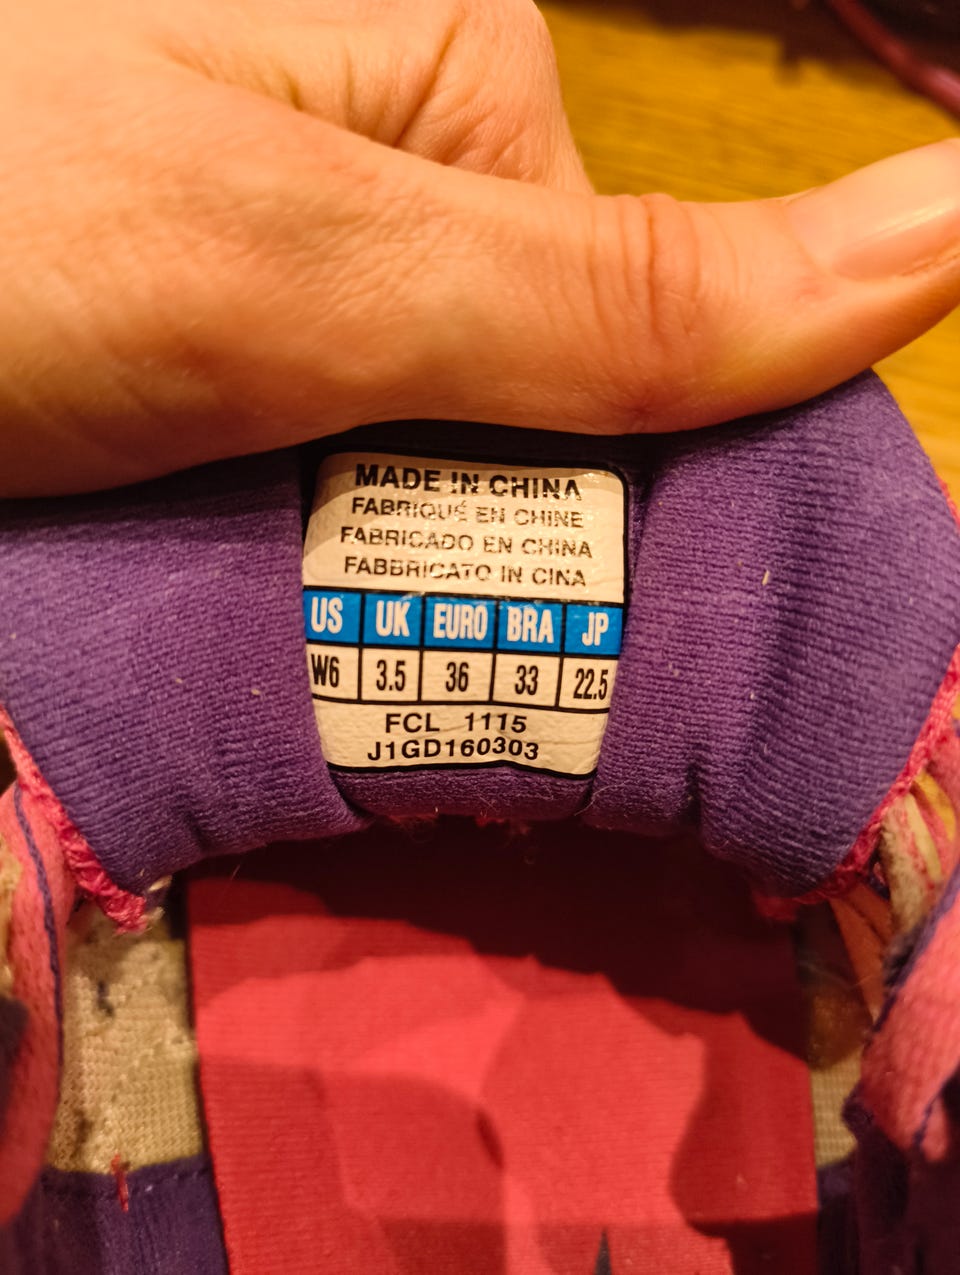 MADE IN CHINA
FABRIQUÉ EN CHINE
FABRICADO EN CHINA
FABBRICATO IN CINA
US UK EURO BRA JP
W6 3.5 36 33 22.5
FCL 1115
J1GD160303